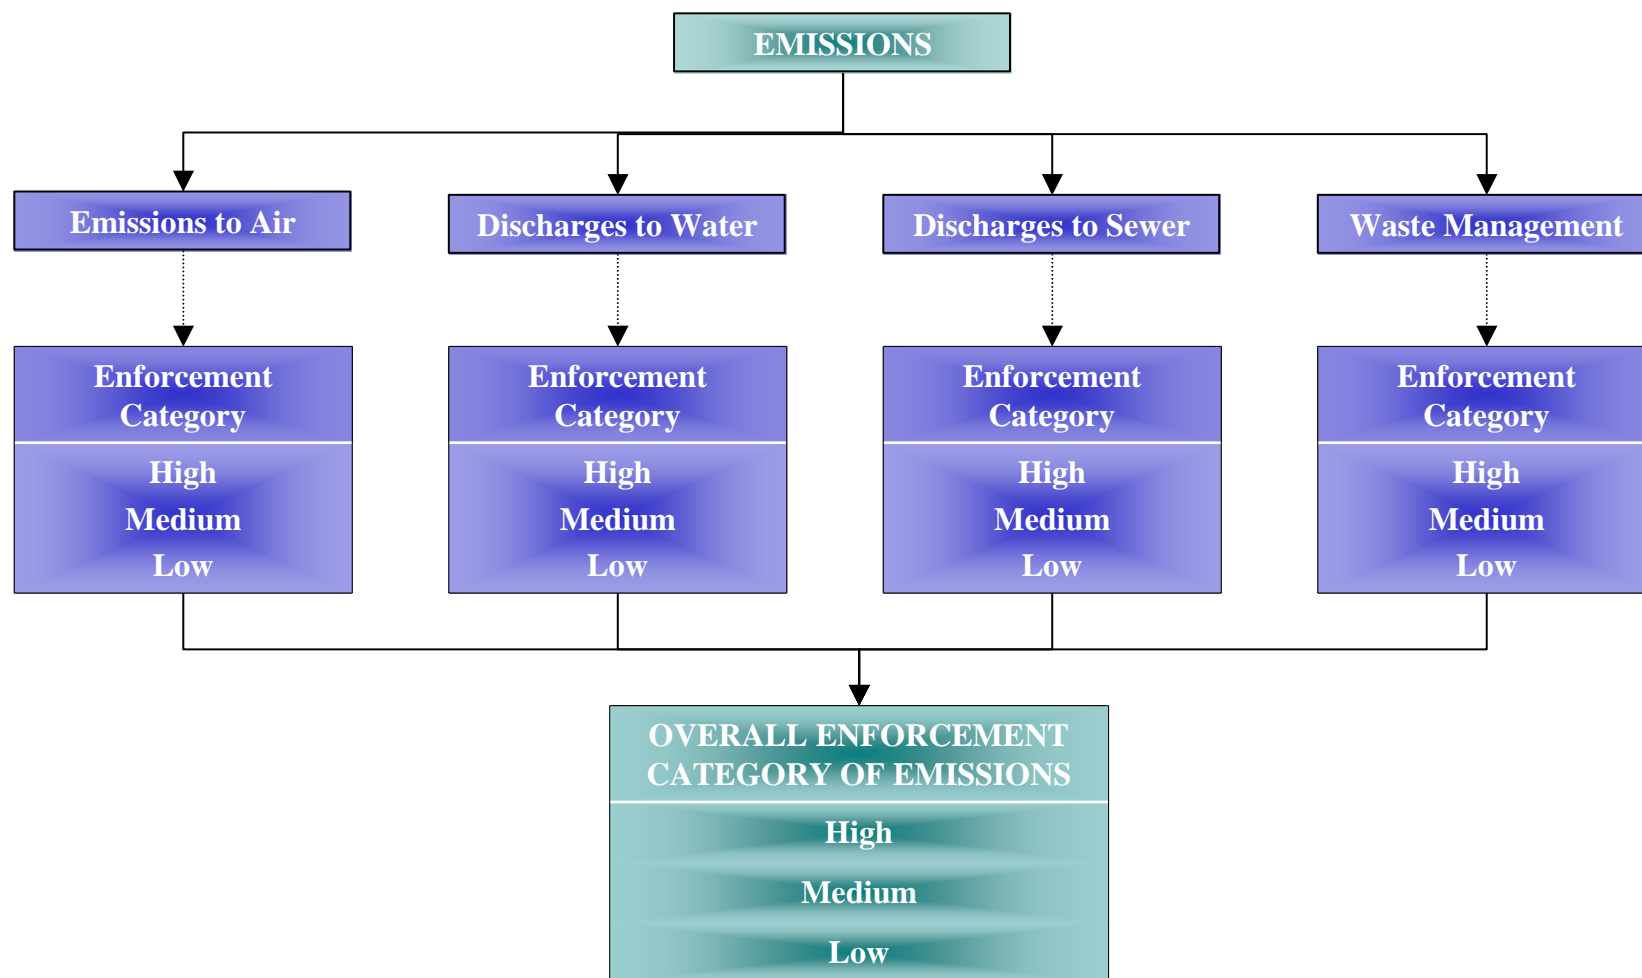 EMISSIONS
Emissions to Air
Discharges to Water
Discharges to Sewer
Waste Management
Enforcement
Category
High
Medium
Low
Enforcement
Category
High
Medium
Low
Enforcement
Category
High
Medium
Low
Enforcement
Category
High
Medium
Low
OVERALL ENFORCEMENT
CATEGORY OF EMISSIONS
High
Medium
Low